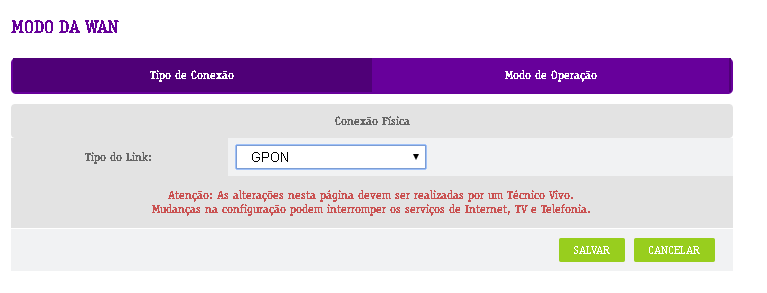 MODO DA WAN
Tipo de Conexão
Modo de Operação
Conexão Física
Tipo do Link:
GPON
Atenção: As alterações nesta página devem ser realizadas por um Técnico Vivo.
Mudanças na configuração podem interromper os serviços de Internet, TV e Telefonia.
SALVAR
CANCELAR